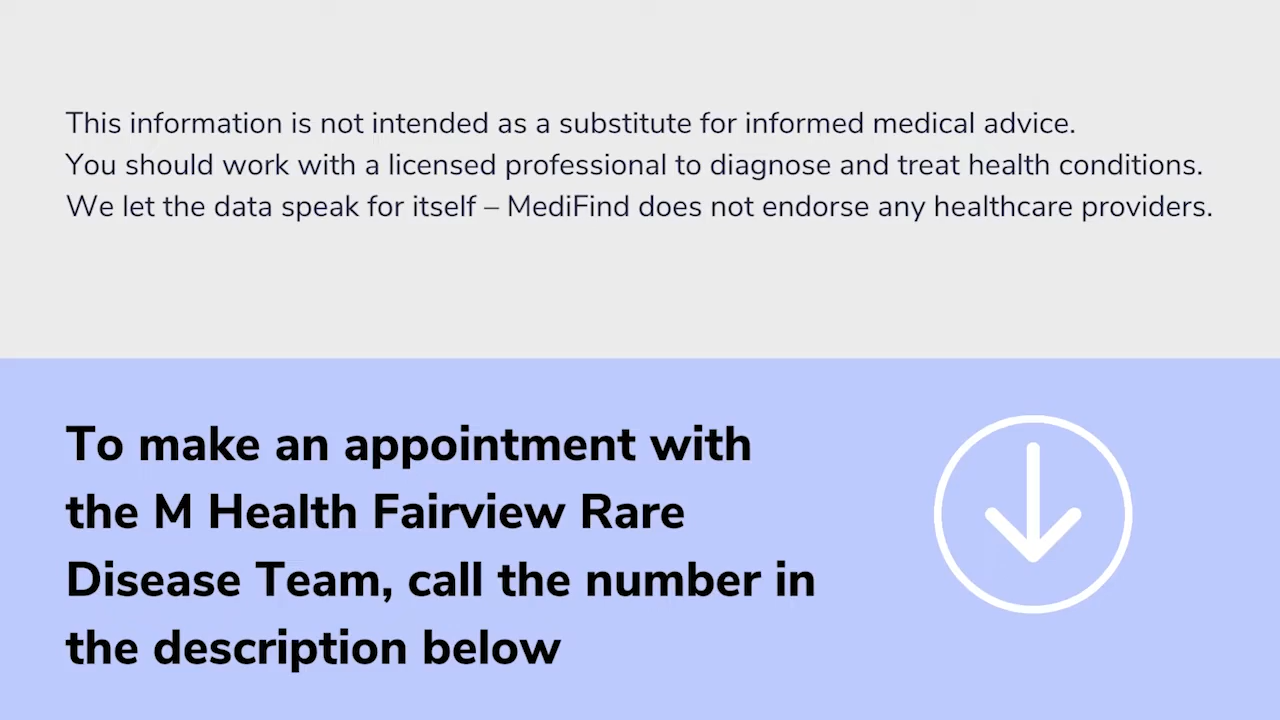 This information is not intended as a substitute for informed medical advice.
You should work with a licensed professional to diagnose and treat health conditions.
We let the data speak for itself – MediFind does not endorse any healthcare providers.
To make an appointment with
the M Health Fairview Rare
Disease Team, call the number in
the description below